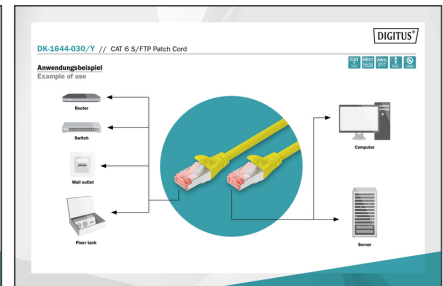 DIGITUS®
DK-1644-030/Y // CAT 6 S/FTP Patch Cord
Anwendungsbeispiel
Example of use
Router
Switch
Wall outlet
Floor tank
Computer
Server